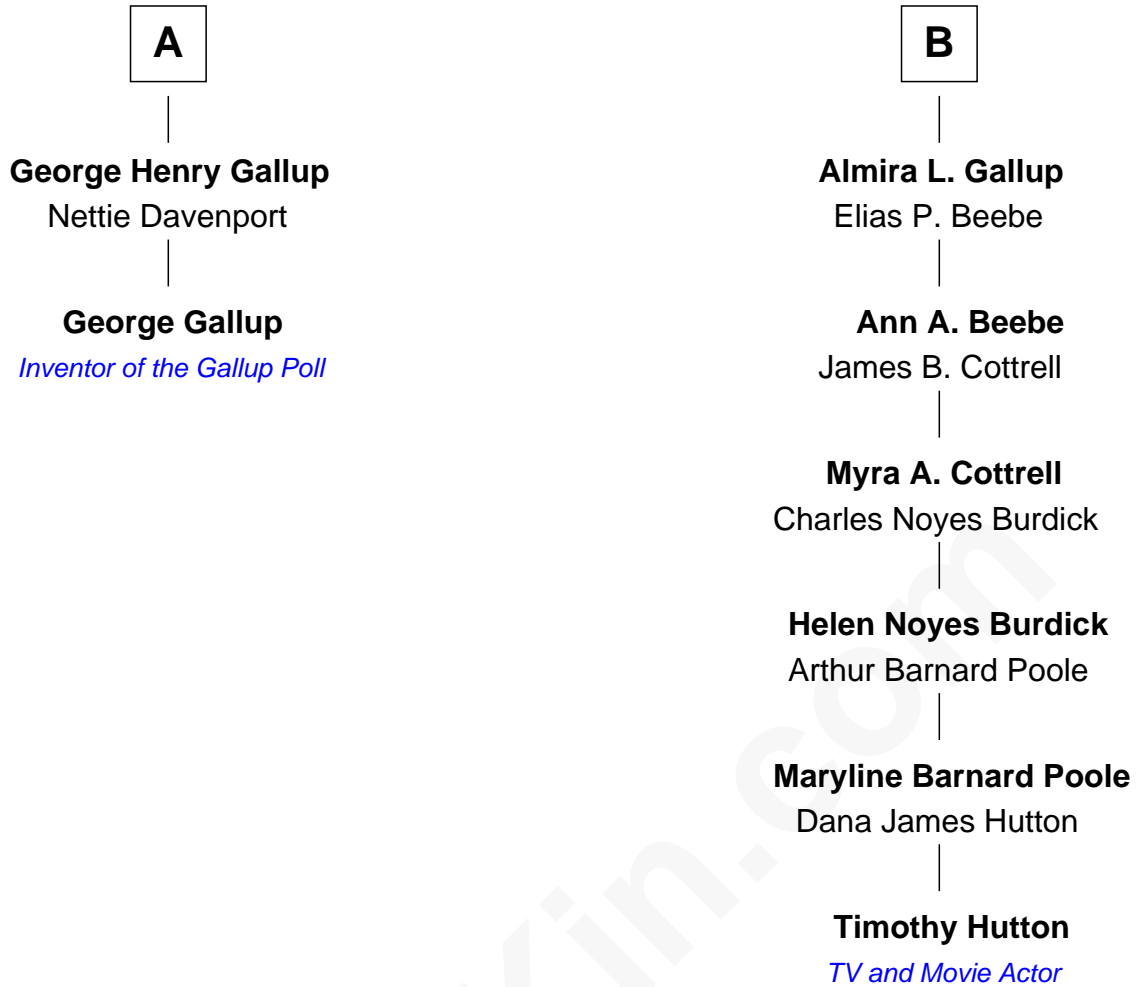 A
George Henry Gallup
Nettie Davenport
George Gallup
Inventor of the Gallup Poll
B
Almira L. Gallup
Elias P. Beebe
Ann A. Beebe
James B. Cottrell
Myra A. Cottrell
Charles Noyes Burdick
Helen Noyes Burdick
Arthur Barnard Poole
Maryline Barnard Poole
Dana James Hutton
Timothy Hutton
TV and Movie Actor
Kin.com